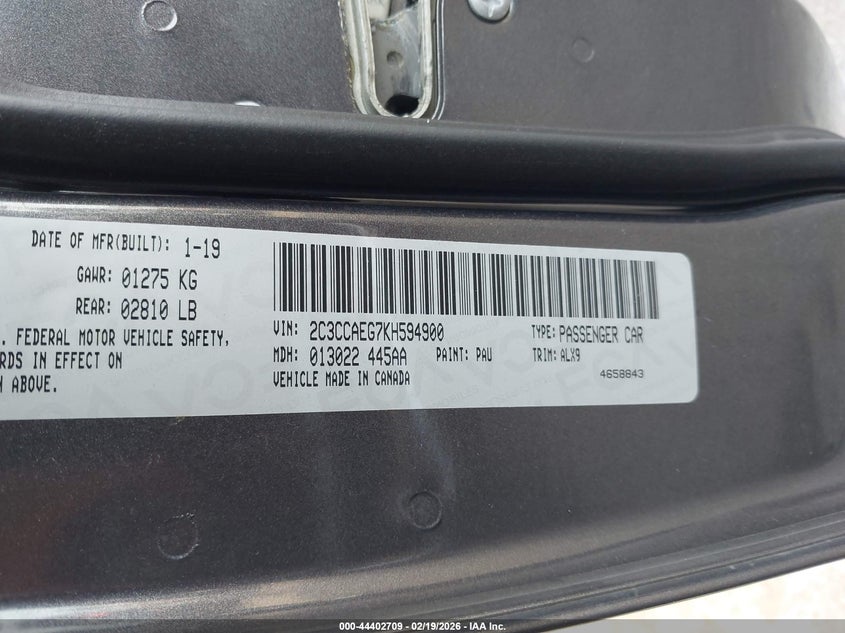 DATE OF MFR(BUILT): 1-19
GAWR: 01275 KG
REAR: 02810 LB
. FEDERAL MOTOR VEHICLE SAFETY,
RDS IN EFFECT ON
N ABOVE.
VIN: 2C3CCAEG7KH594900
TYPE: PASSENGER CAR
MDH: 013022 445AA PAINT: PAU TRIM: ALX9
VEHICLE MADE IN CANADA
4658843
000-44402709 - 02/19/2026 - IAA Inc.